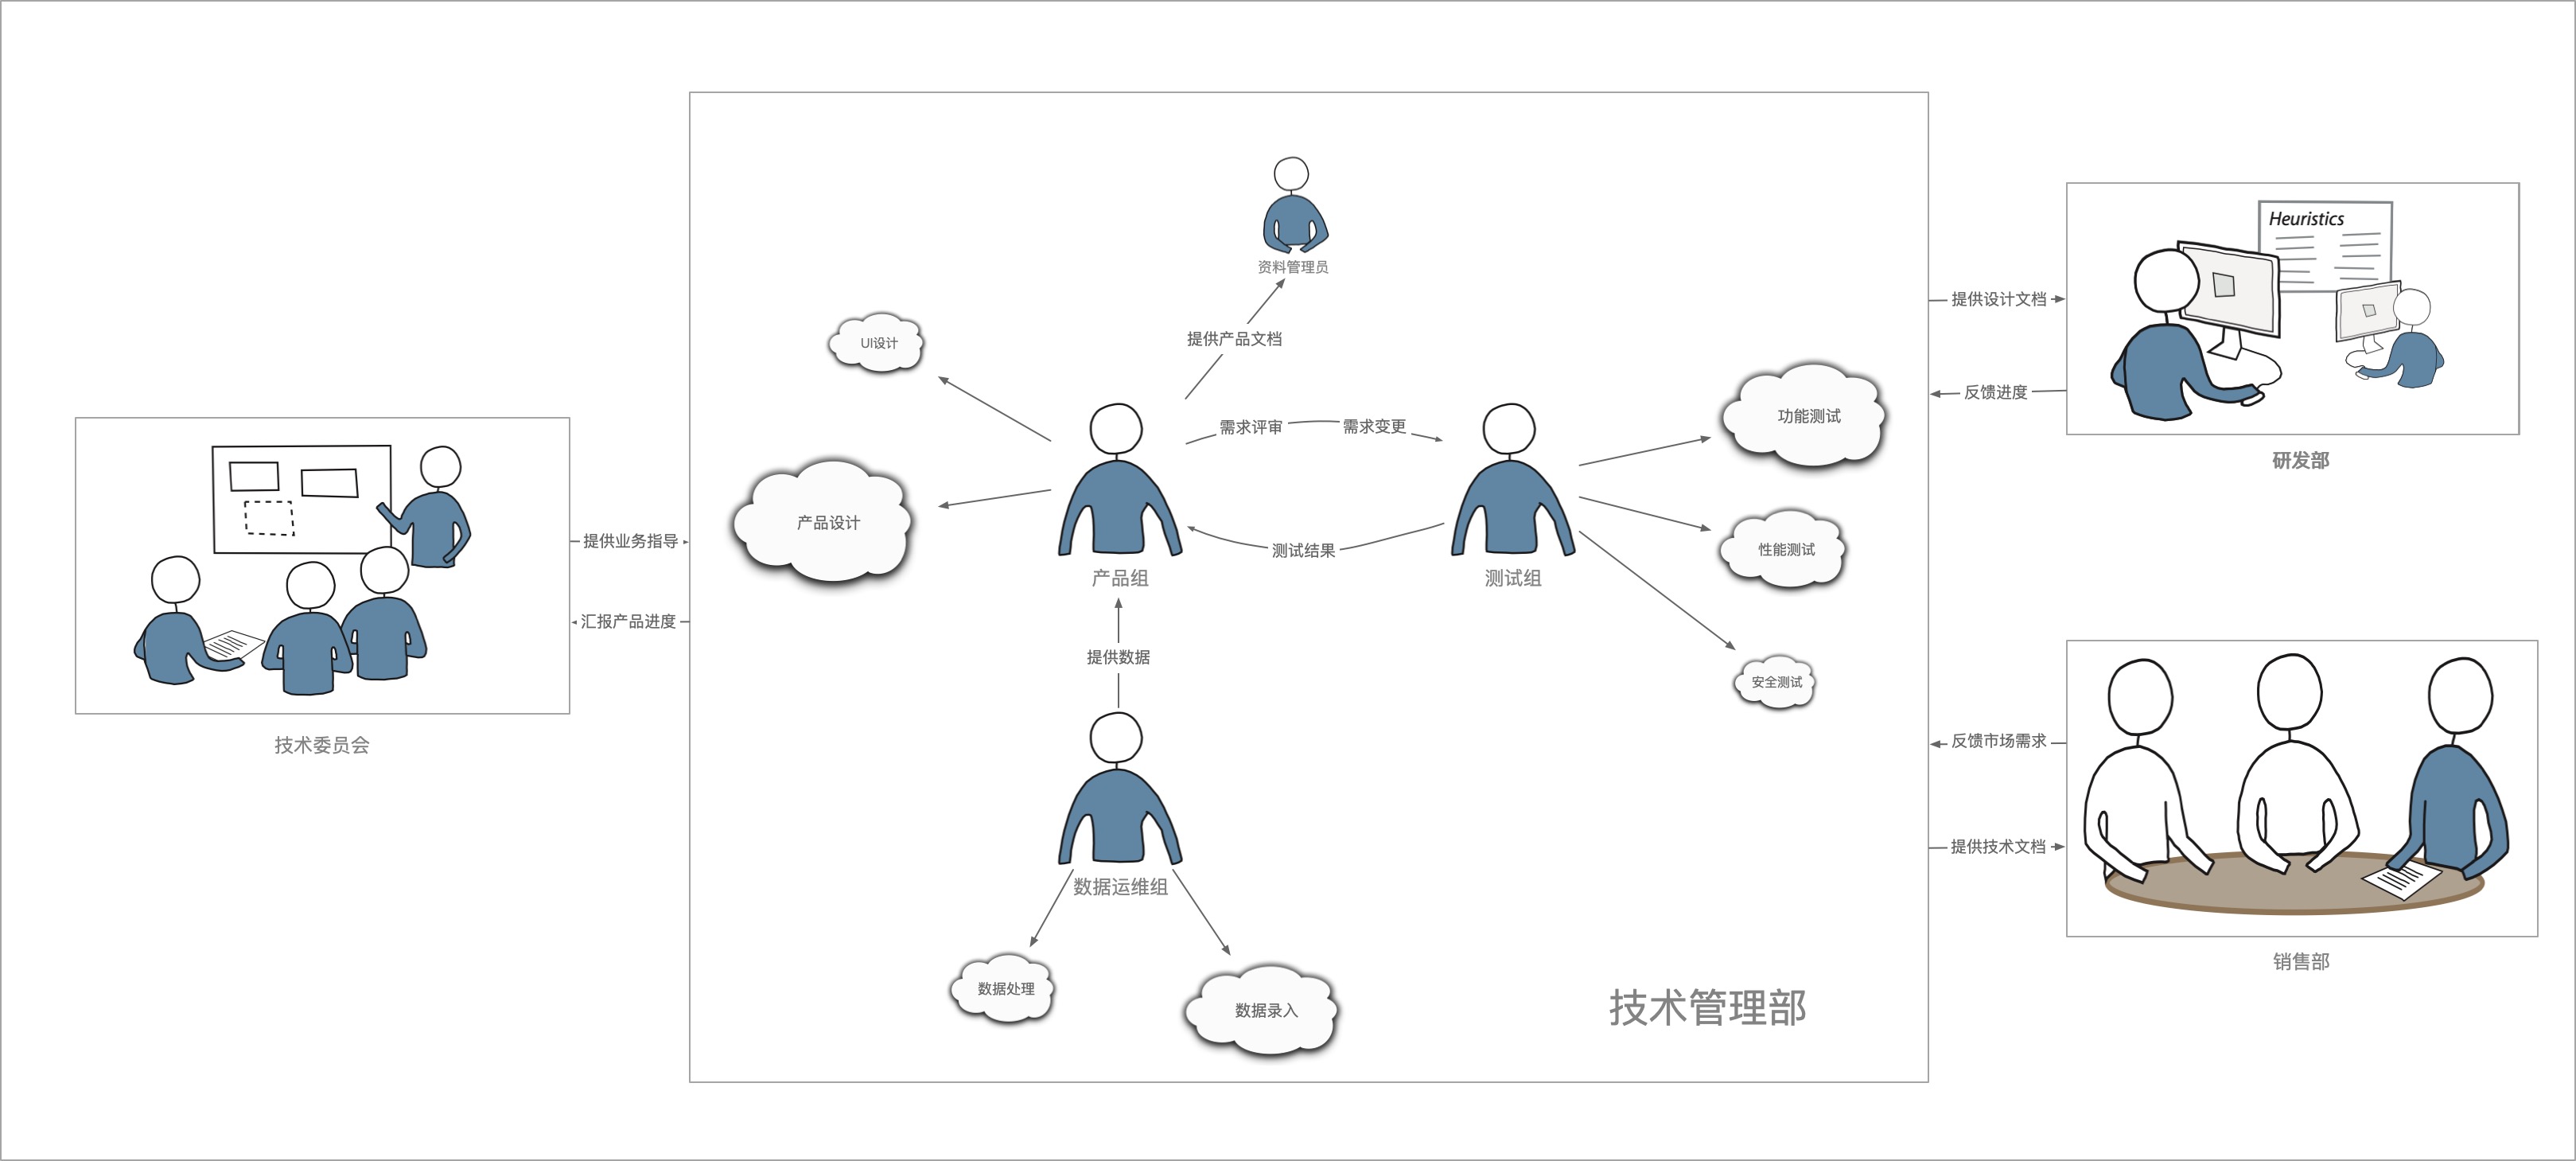 资料管理员
Heuristics
提供设计文档
提供产品文档
UI设计
反馈进度
功能测试
需求评审
需求变更
研发部
产品设计
提供业务指导
测试结果
性能测试
产品组
测试组
汇报产品进度
提供数据
安全测试
技术委员会
反馈市场需求
提供技术文档
数据运维组
销售部
数据处理
数据录入
技术管理部